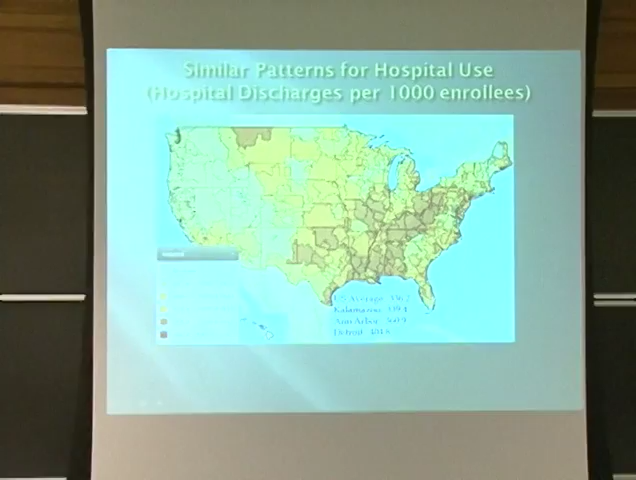 Similar Patterns for Hospital Use
(Hospital Discharges per 1000 enrollees)
US Average:
Kalamazoo:
Ann Arbor:
Detroit: